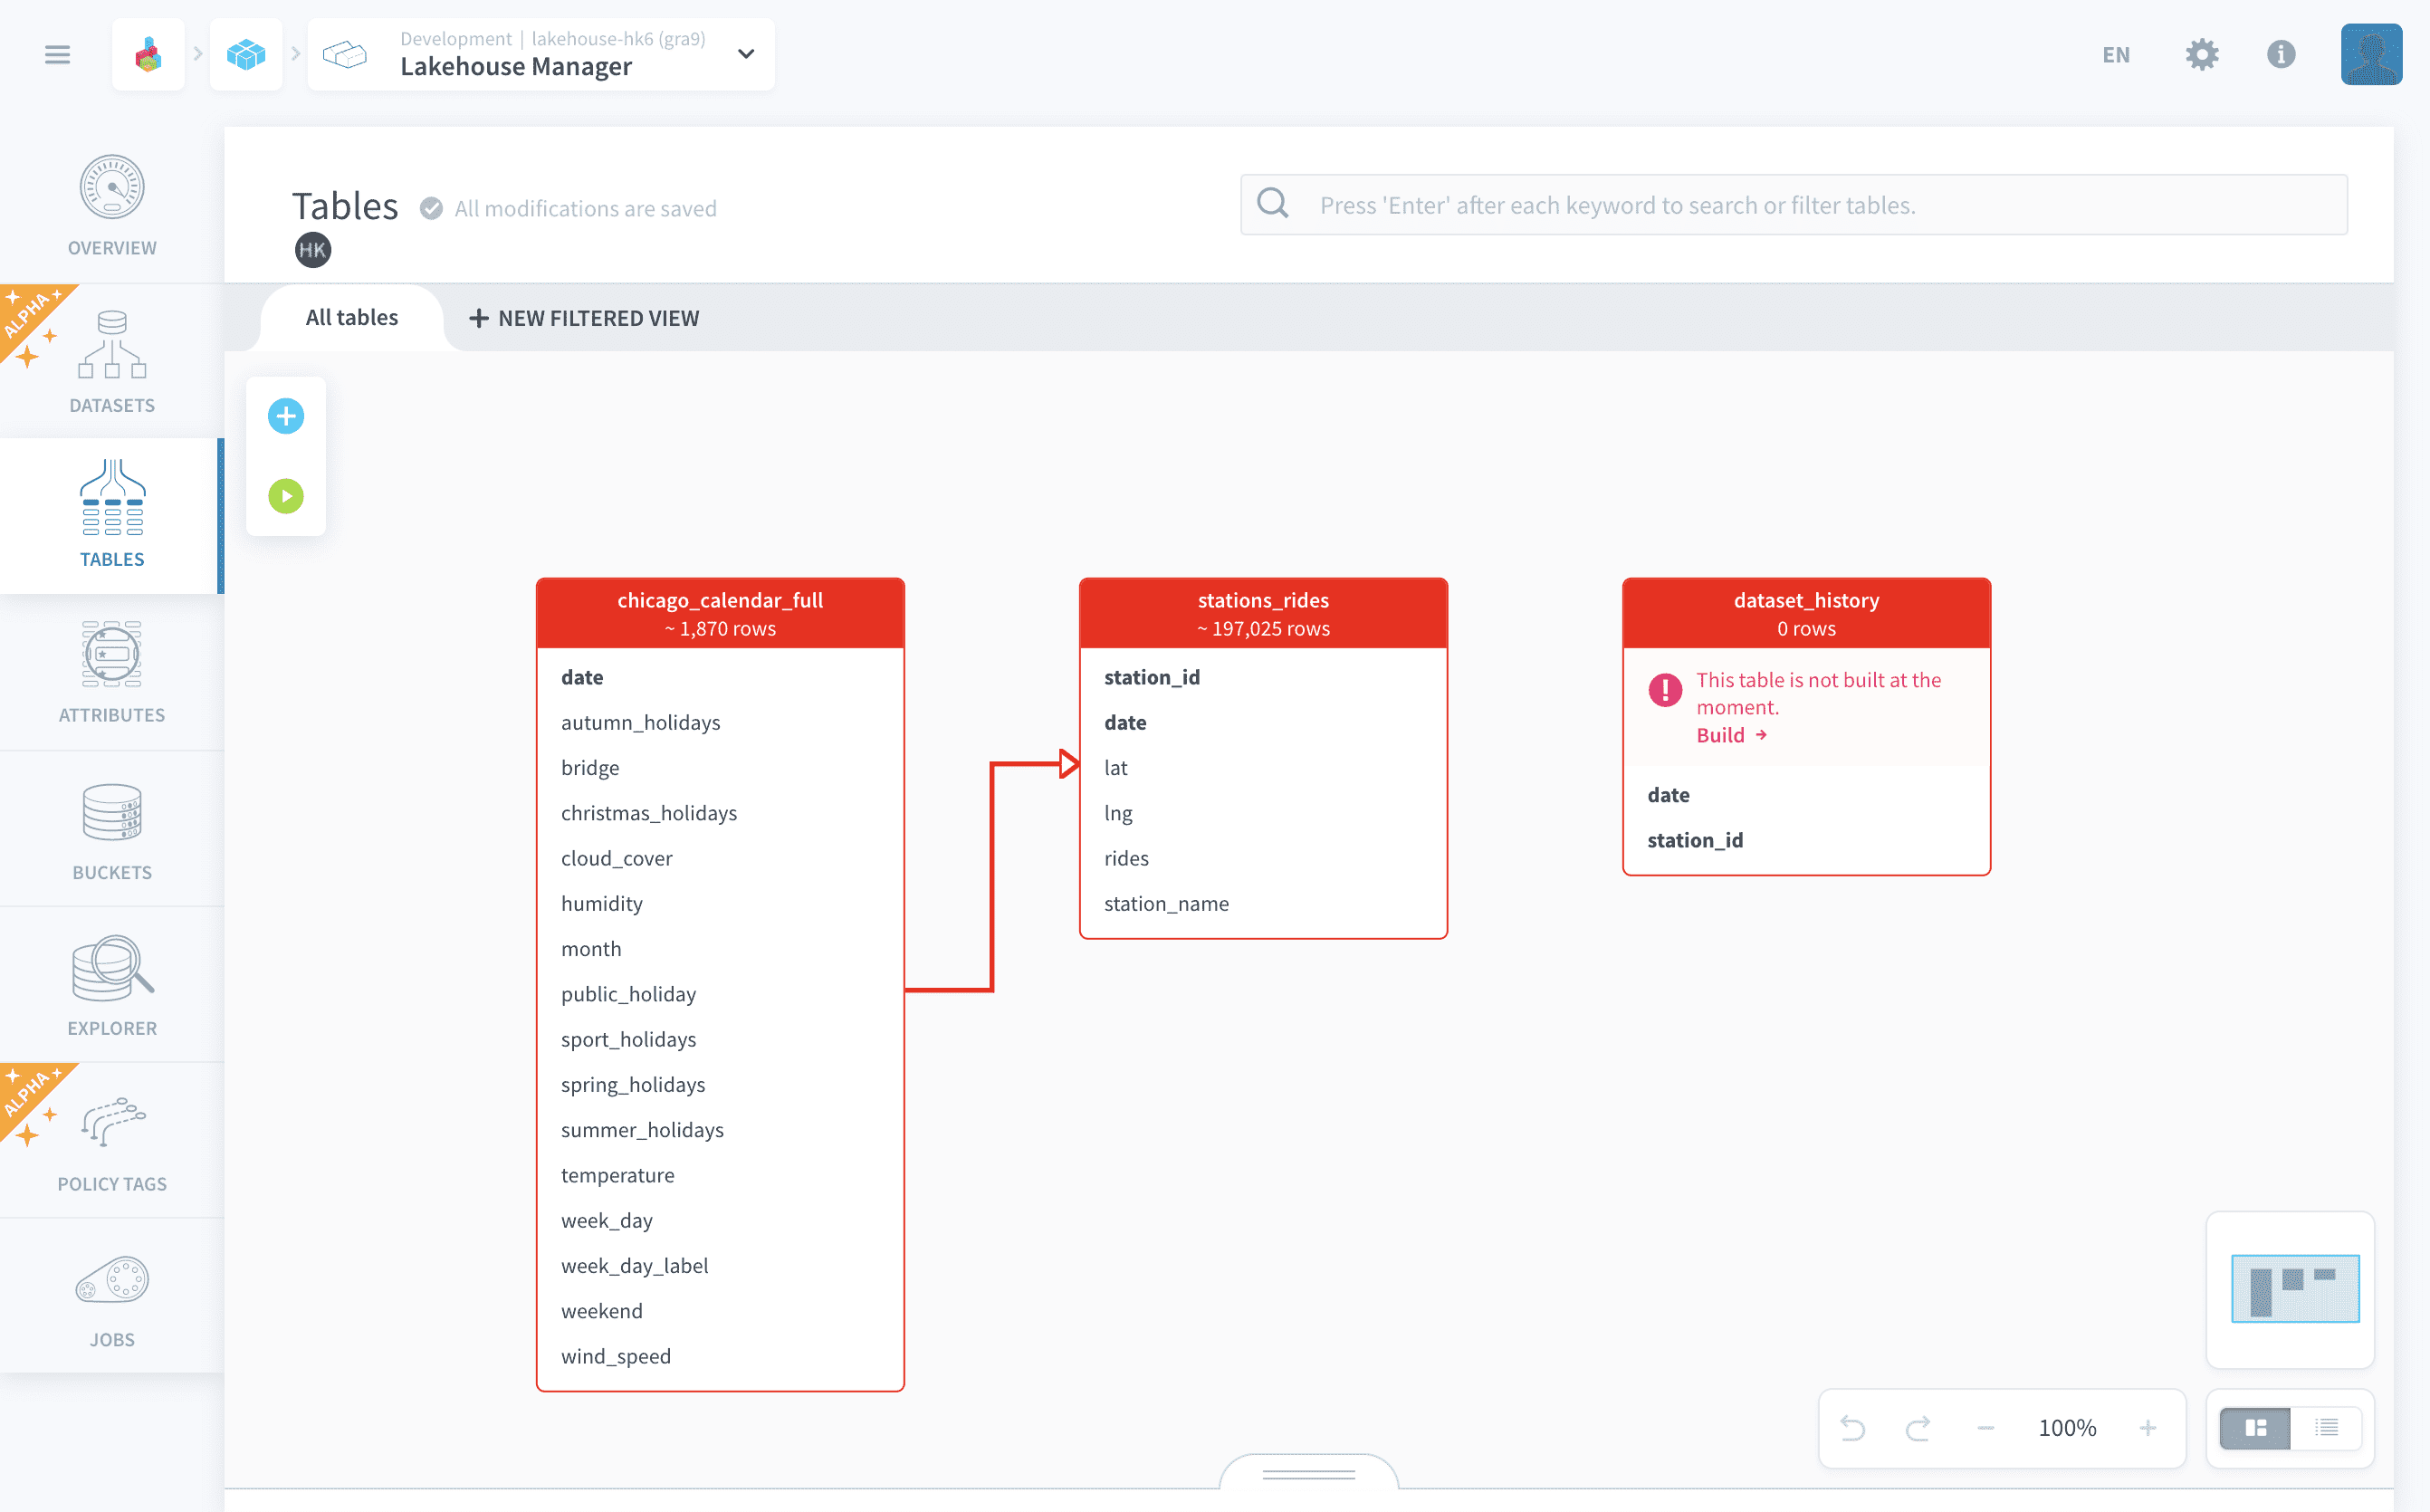 Development | lakehouse-hk6 (gra9)
Lakehouse Manager
EN
OVERVIEW
ALPHA
DATASETS
TABLES
ATTRIBUTES
BUCKETS
EXPLORER
ALPHA
POLICY TAGS
JOBS
Tables
All modifications are saved
HK
Press 'Enter' after each keyword to search or filter tables.
All tables
+ NEW FILTERED VIEW
chicago_calendar_full
~ 1,870 rows
date
autumn_holidays
bridge
christmas_holidays
cloud_cover
humidity
month
public_holiday
sport_holidays
spring_holidays
summer_holidays
temperature
week_day
week_day_label
weekend
wind_speed
stations_rides
~ 197,025 rows
station_id
date
lat
lng
rides
station_name
dataset_history
0 rows
This table is not built at the
moment.
Build →
date
station_id
100%